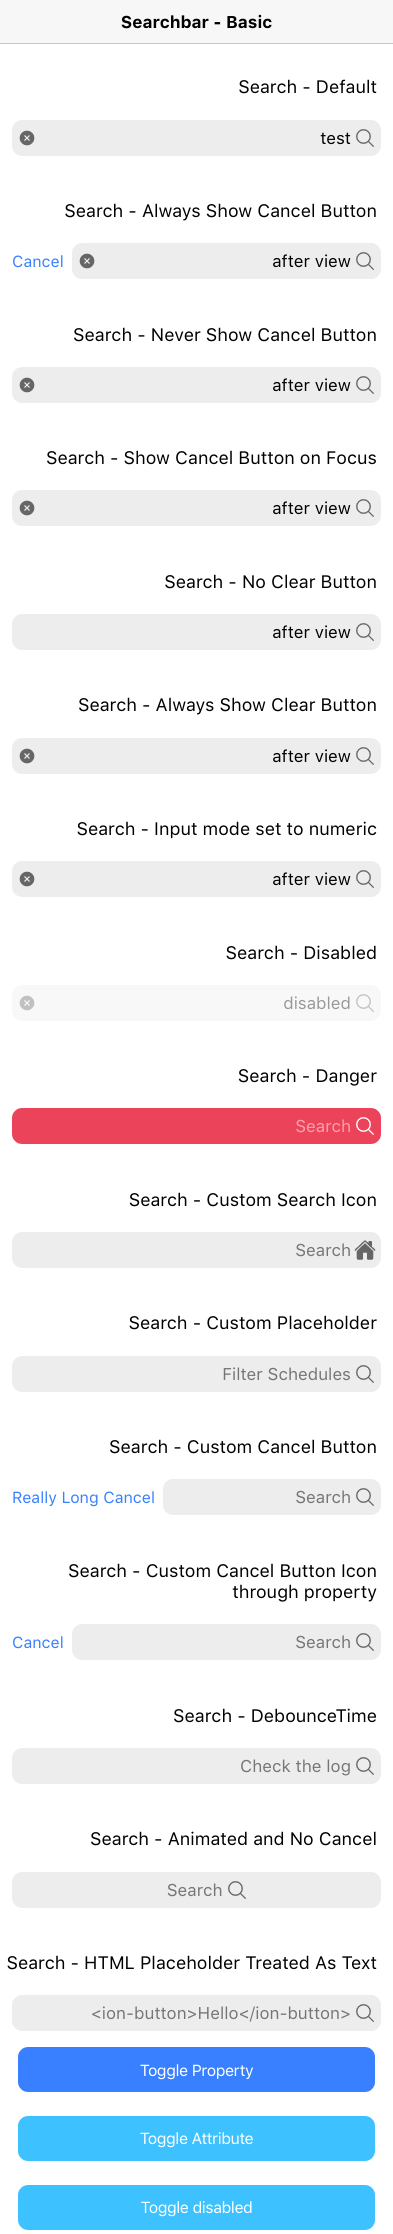 Searchbar - Basic
Search - Default
test
Search - Always Show Cancel Button
Cancel
after view
Search - Never Show Cancel Button
after view
Search - Show Cancel Button on Focus
after view
Search - No Clear Button
after view
Search - Always Show Clear Button
after view
Search - Input mode set to numeric
after view
Search - Disabled
disabled
Search - Danger
Search
Search - Custom Search Icon
Search
Search - Custom Placeholder
Filter Schedules
Search - Custom Cancel Button
Really Long Cancel
Search
Search - Custom Cancel Button Icon
through property
Cancel
Search
Search - DebounceTime
Check the log
Search - Animated and No Cancel
Search
Search - HTML Placeholder Treated As Text
<ion-button>Hello</ion-button>
Toggle Property
Toggle Attribute
Toggle disabled